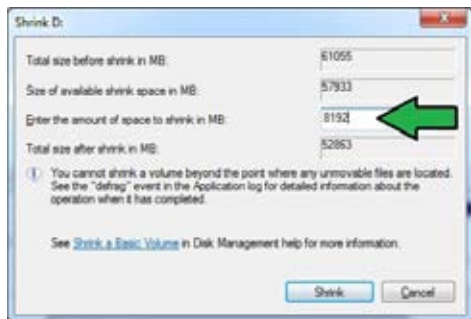 Shrink D:
Total size before shrink in MB: 61055
Size of available shrink space in MB: 57933
Enter the amount of space to shrink in MB: 8192
Total size after shrink in MB: 52863
You cannot shrink a volume beyond the point where any unmovable files are located.
See the "defrag" event in the Application log for detailed information about the
operation when it has completed.
See Shrink a Basic Volume in Disk Management help for more information.
Shrink Cancel